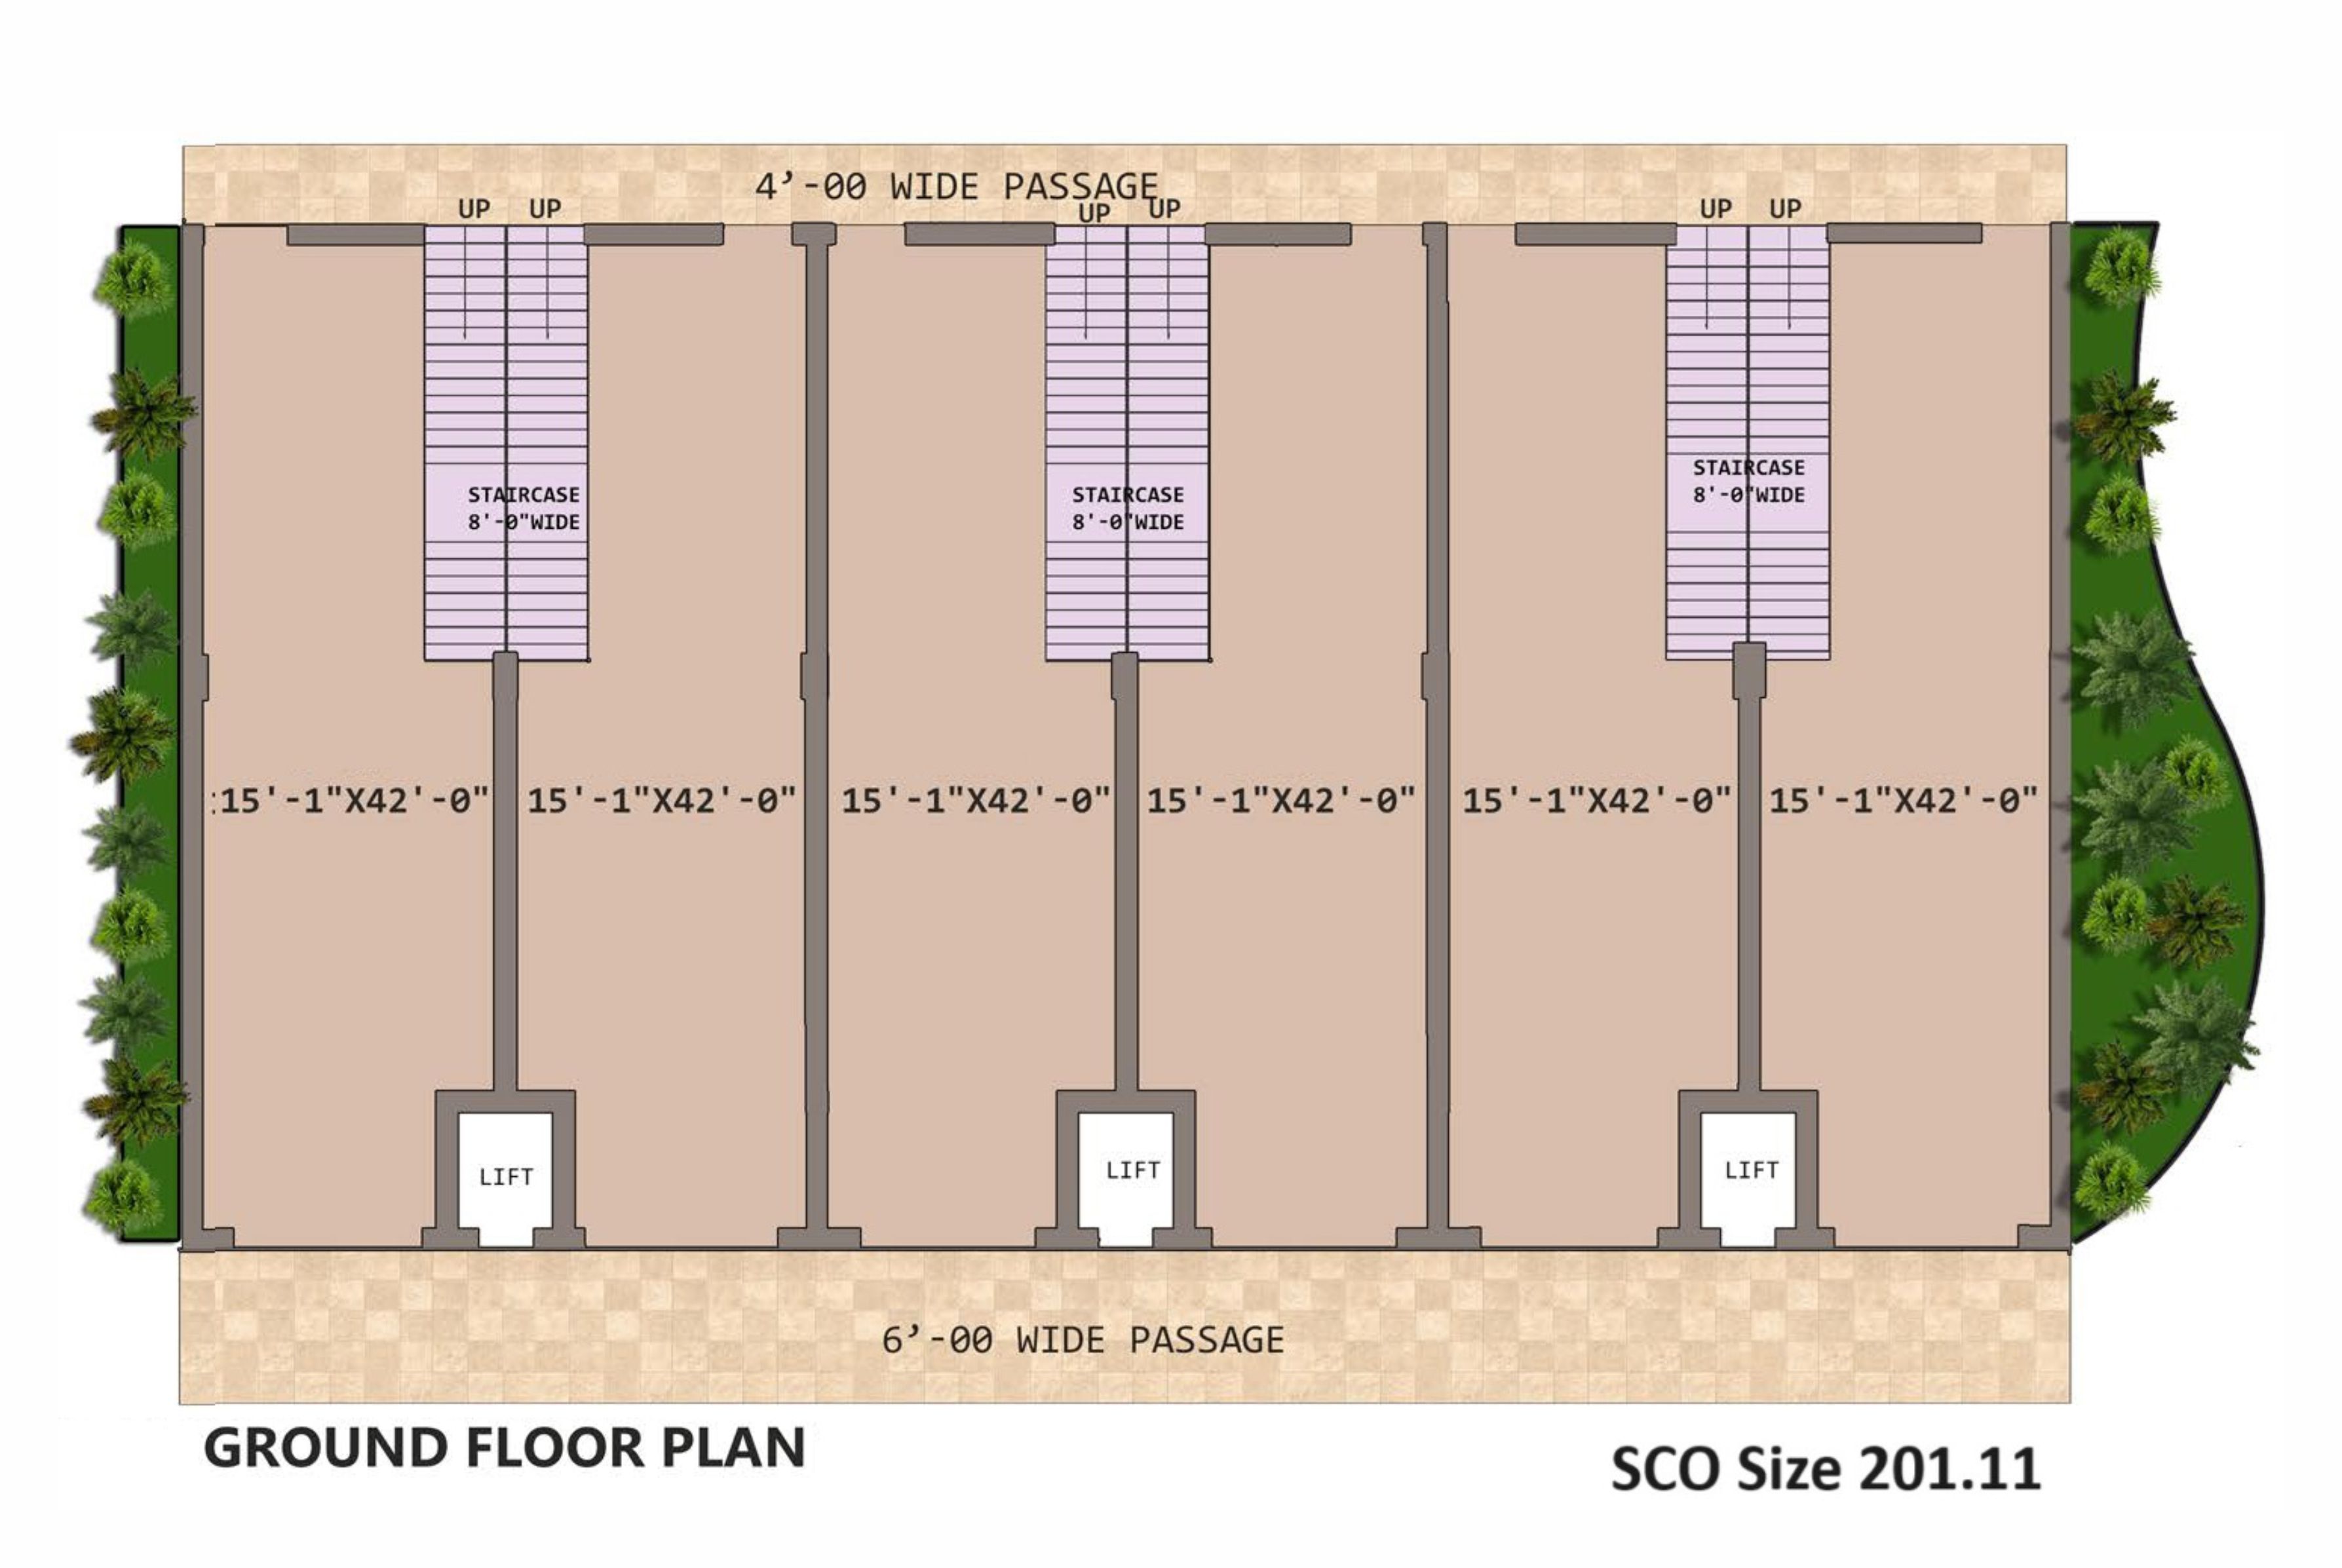 4’-00 WIDE PASSAGE
UP UP
UP UP
UP UP
STAIRCASE
8'-0"WIDE
STAIRCASE
8'-0"WIDE
STAIRCASE
8'-0"WIDE
15'-1"X42'-0"
15'-1"X42'-0"
15'-1"X42'-0"
15'-1"X42'-0"
15'-1"X42'-0"
15'-1"X42'-0"
LIFT
LIFT
LIFT
6’-00 WIDE PASSAGE
GROUND FLOOR PLAN
SCO Size 201.11